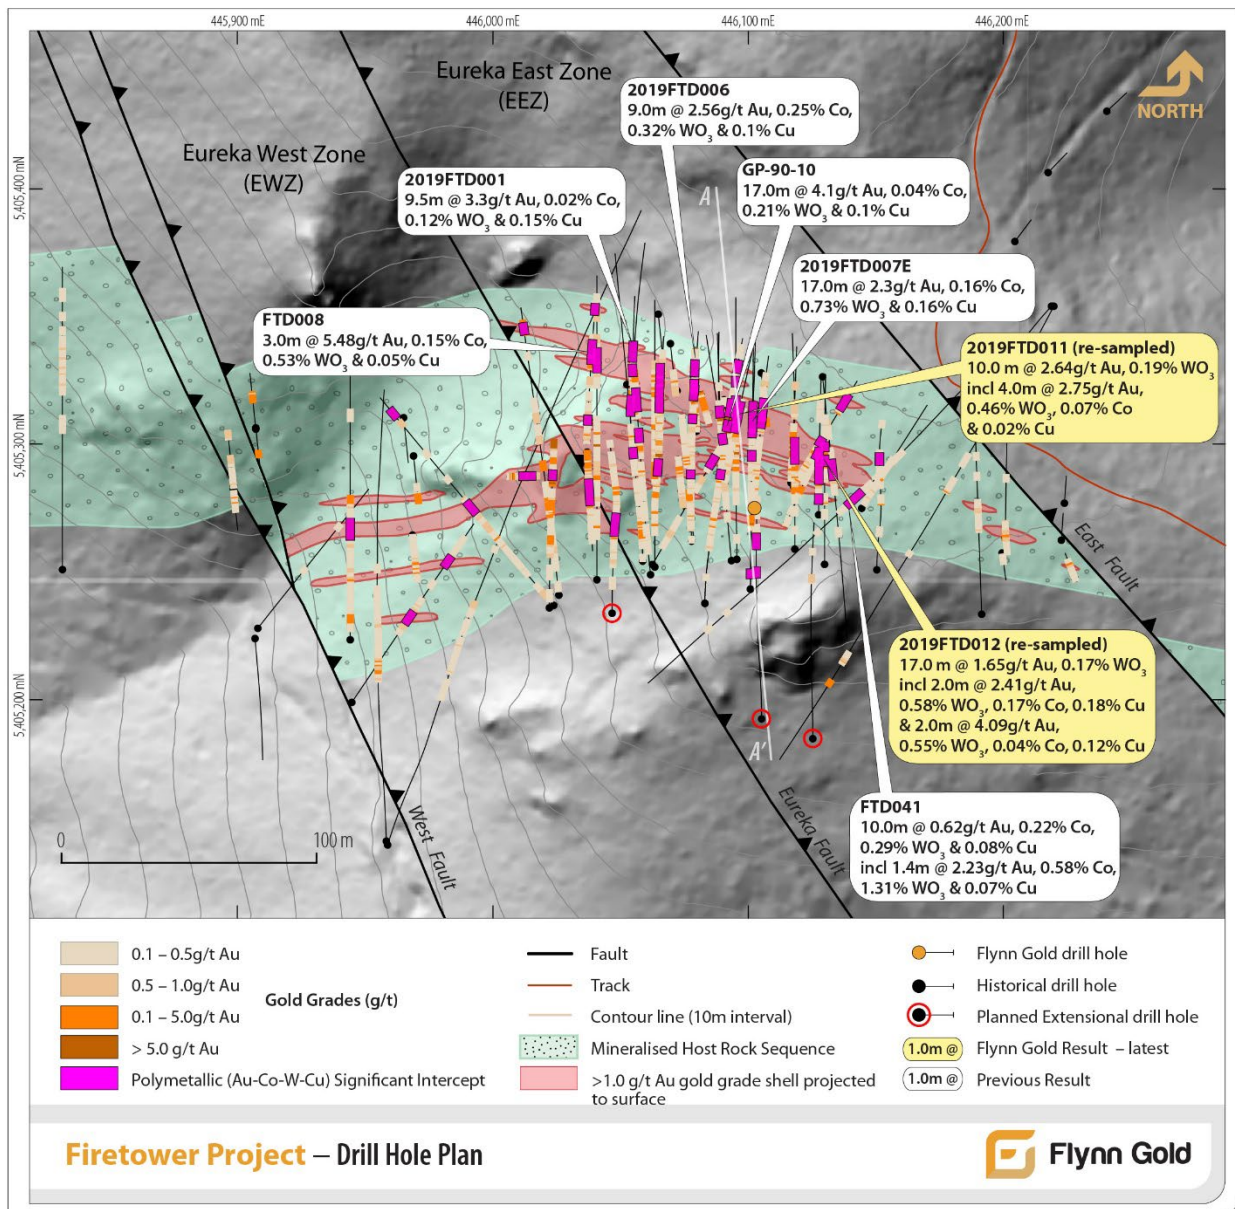 445,900 mE
446,000 mE
446,100 mE
446,200 mE
5,405,400 mN
5,405,300 mN
5,405,200 mN
NORTH
Eureka East Zone
(EEZ)
Eureka West Zone
(EWZ)
2019FTD006
9.0m @ 2.56g/t Au, 0.25% Co,
0.32% WO₃ & 0.1% Cu
GP-90-10
17.0m @ 4.1g/t Au, 0.04% Co,
0.21% WO₃ & 0.1% Cu
2019FTD001
9.5m @ 3.3g/t Au, 0.02% Co,
0.12% WO₃ & 0.15% Cu
2019FTD007E
17.0m @ 2.3g/t Au, 0.16% Co,
0.73% WO₃ & 0.16% Cu
FTD008
3.0m @ 5.48g/t Au, 0.15% Co,
0.53% WO₃ & 0.05% Cu
2019FTD011 (re-sampled)
10.0 m @ 2.64g/t Au, 0.19% WO₃
incl 4.0m @ 2.75g/t Au,
0.46% WO₃, 0.07% Co
& 0.02% Cu
2019FTD012 (re-sampled)
17.0 m @ 1.65g/t Au, 0.17% WO₃
incl 2.0m @ 2.41g/t Au,
0.58% WO₃, 0.17% Co, 0.18% Cu
& 2.0m @ 4.09g/t Au,
0.55% WO₃, 0.04% Co, 0.12% Cu
FTD041
10.0m @ 0.62g/t Au, 0.22% Co,
0.29% WO₃ & 0.08% Cu
incl 1.4m @ 2.23g/t Au, 0.58% Co,
1.31% WO₃ & 0.07% Cu
A
A'
East Fault
Eureka Fault
West Fault
0
100 m
0.1 – 0.5g/t Au
0.5 – 1.0g/t Au
0.1 – 5.0g/t Au
> 5.0 g/t Au
Gold Grades (g/t)
Polymetallic (Au-Co-W-Cu) Significant Intercept
Fault
Track
Contour line (10m interval)
Mineralised Host Rock Sequence
>1.0 g/t Au gold grade shell projected
to surface
Flynn Gold drill hole
Historical drill hole
Planned Extensional drill hole
1.0m @
Flynn Gold Result – latest
1.0m @
Previous Result
Firetower Project – Drill Hole Plan
Flynn Gold